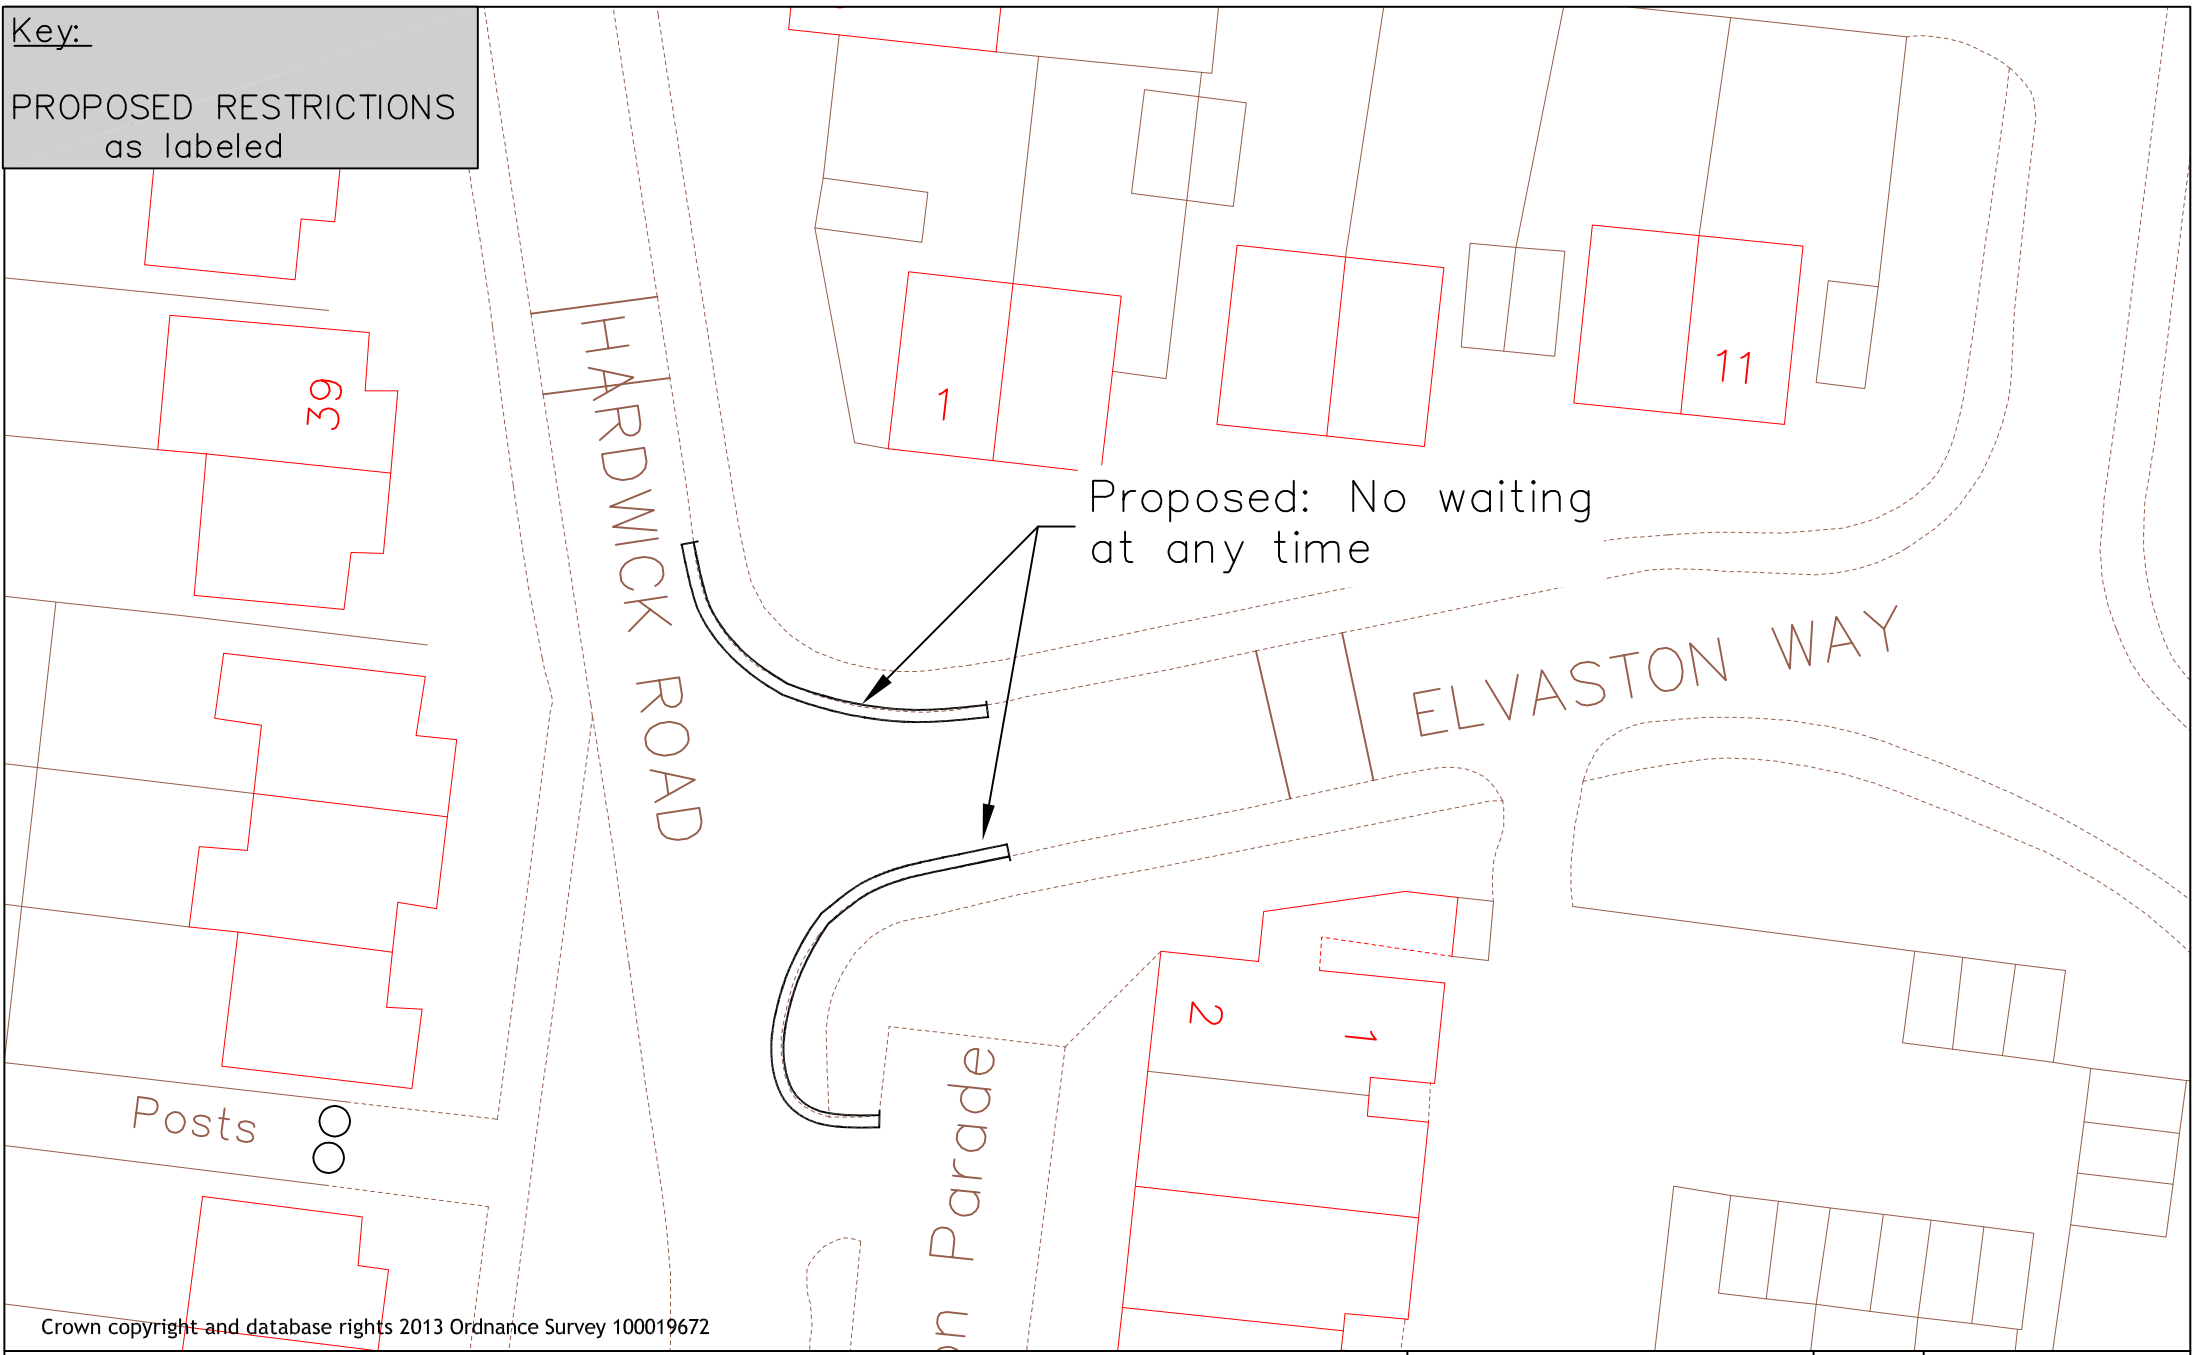 Key:
PROPOSED RESTRICTIONS
as labeled
HARDWICK ROAD
39
1
11
Proposed: No waiting
at any time
ELVASTON WAY
2
1
Posts
Parade
Crown copyright and database rights 2013 Ordnance Survey 100019672